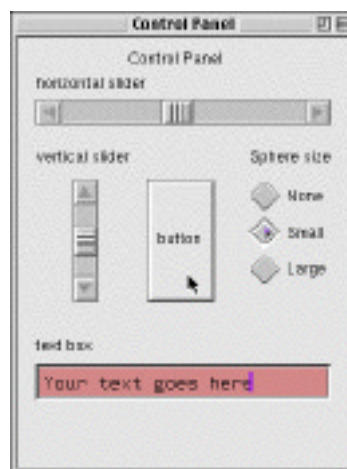 Control Panel
Control Panel
horizontal slider
vertical slider
Sphere size
None
button
Small
Large
text box
Your text goes here